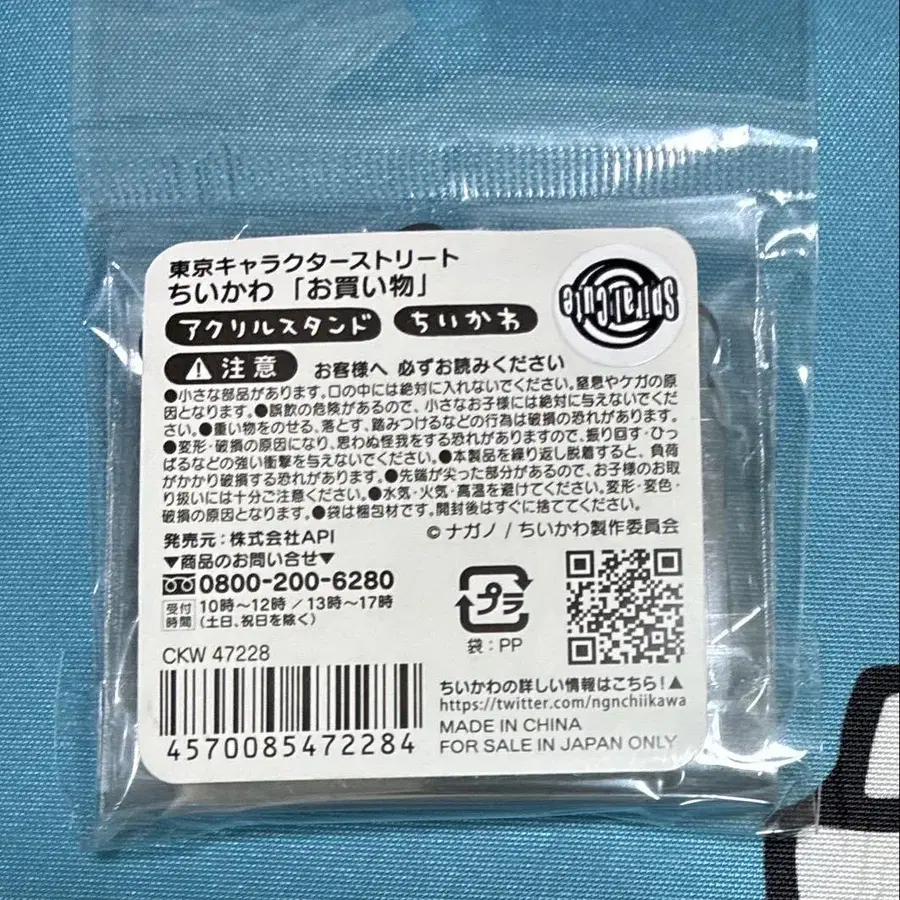 東京キャラクターストリート
ちいかわ「お買い物」
SpiralCute
アクリルスタンド ちいかわ
注意 お客様へ 必ずお読みください
●小さな部品があります。口の中には絶対に入れないでください。窒息やケガの原
因となります。●誤飲の危険があるので、小さなお子様には絶対に与えないでくだ
さい。●重い物をのせる、落とす、踏みつけるなどの行為は破損の恐れがあります。
●変形・破損の原因になり、思わぬ怪我をする恐れがありますので、振り回す・ひっ
ぱるなどの強い衝撃を与えないでください。●本製品を繰り返し脱着すると、負荷
がかかり破損する恐れがあります。●先端が尖った部分があるので、お子様のお取
り扱いには十分ご注意ください。●水気・火気・高温を避けてください。変形・変色・
破損の原因となります。●袋は梱包材です。開封後はすぐに捨ててください。
©ナガノ / ちいかわ製作委員会
発売元:株式会社API
▼商品のお問い合せ▼
0800-200-6280
受付時間 10時〜12時/13時〜17時
(土日、祝日を除く)
プラ
袋:PP
CKW 47228
4570085472284
ちいかわの詳しい情報はこちら!▲
https://twitter.com/ngnchiikawa
MADE IN CHINA
FOR SALE IN JAPAN ONLY